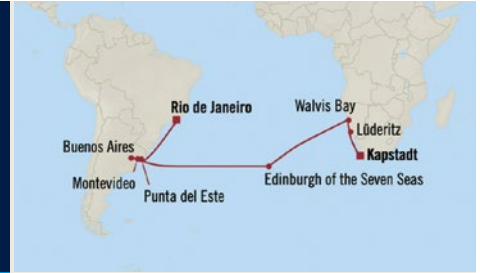 Rio de Janeiro
Walvis Bay
Lüderitz
Buenos Aires
Kapstadt
Montevideo
Edinburgh of the Seven Seas
Punta del Este